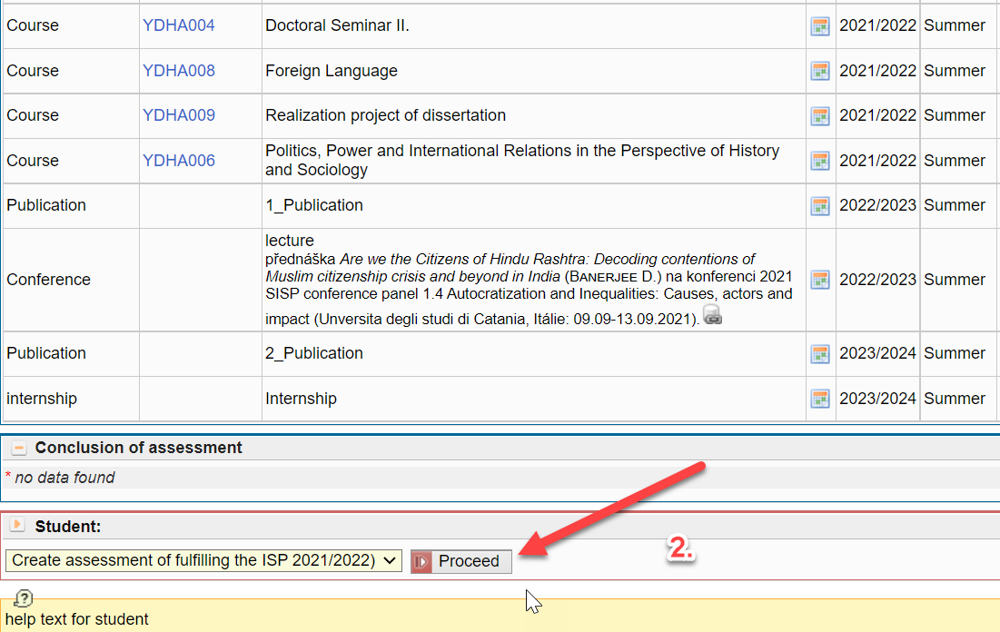 Course YDHA004 Doctoral Seminar II. 2021/2022 Summer
Course YDHA008 Foreign Language 2021/2022 Summer
Course YDHA009 Realization project of dissertation 2021/2022 Summer
Course YDHA006 Politics, Power and International Relations in the Perspective of History 2021/2022 Summer
and Sociology
Publication 1_Publication 2022/2023 Summer
lecture
přednáška Are we the Citizens of Hindu Rashtra: Decoding contentions of
Conference Muslim citizenship crisis and beyond in India (BANERJEE D.) na konferenci 2021 2022/2023 Summer
SISP conference panel 1.4 Autocratization and Inequalities: Causes, actors and
impact (Unversita degli studi di Catania, Itálie: 09.09-13.09.2021).
Publication 2_Publication 2023/2024 Summer
internship Internship 2023/2024 Summer
Conclusion of assessment
* no data found
Student:
Create assessment of fulfilling the ISP 2021/2022) Proceed
2.
?
help text for student